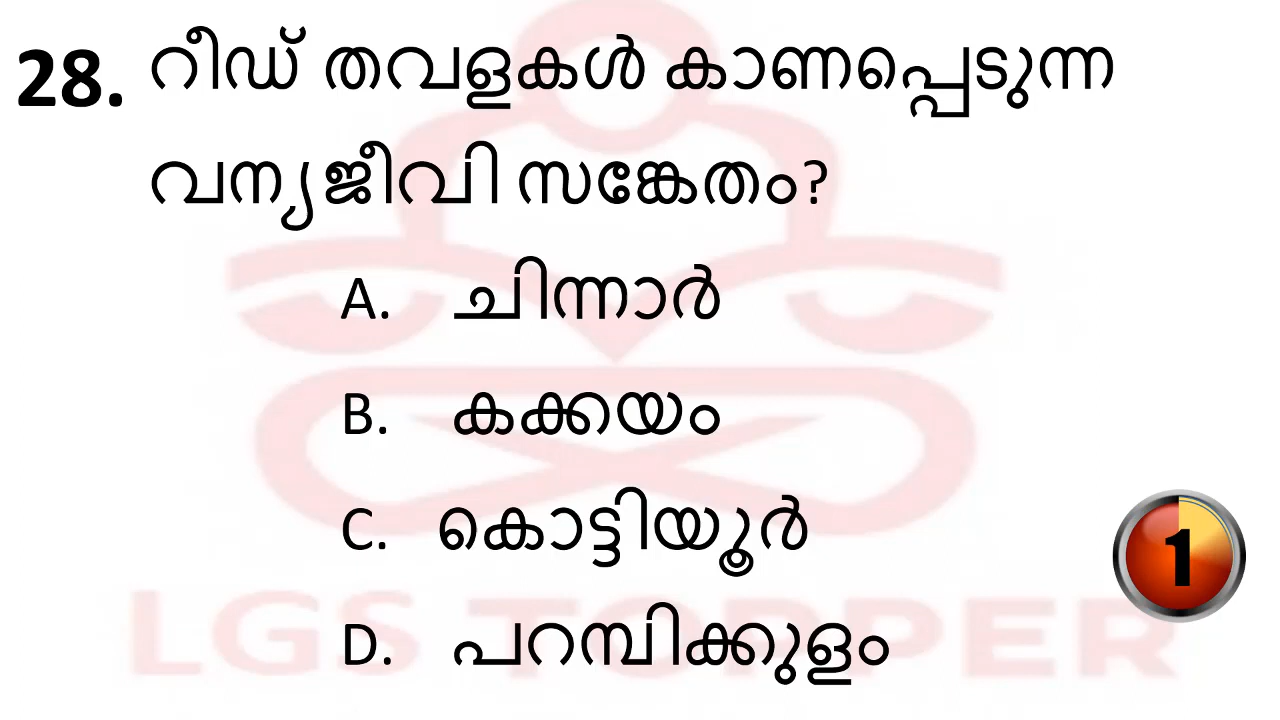 28. റീഡ് തവളകൾ കാണപ്പെടുന്ന
വന്യജീവി സങ്കേതം?
A. ചിന്നാർ
B. കക്കയം
C. കൊട്ടിയൂർ
D. പറമ്പിക്കുളം
1
LGS TOPPER